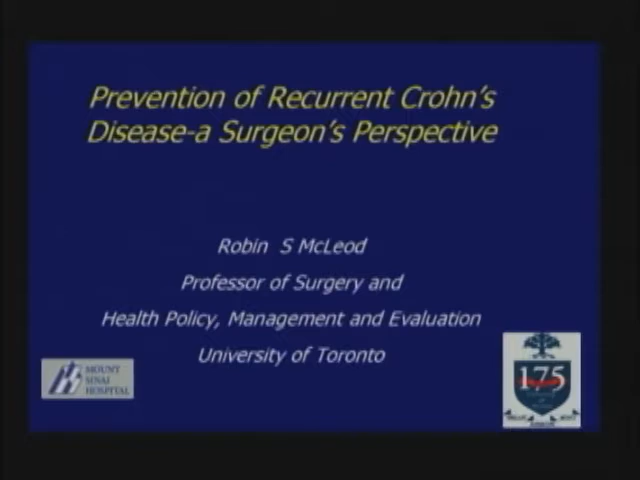 Prevention of Recurrent Crohn's
Disease-a Surgeon's Perspective
Robin S McLeod
Professor of Surgery and
Health Policy, Management and Evaluation
University of Toronto
MOUNT
SINAI
HOSPITAL
175